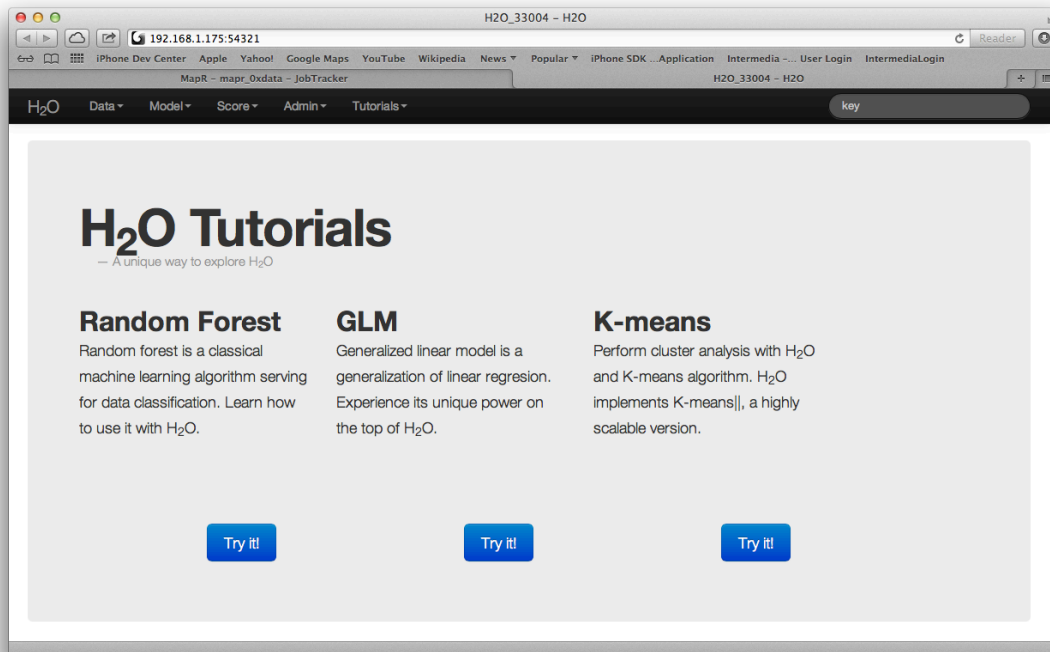 H2O_33004 – H2O
192.168.1.175:54321
Reader
iPhone Dev Center Apple Yahoo! Google Maps YouTube Wikipedia News ▾ Popular ▾ iPhone SDK ...Application Intermedia –... User Login IntermediaLogin
MapR – mapr_0xdata – JobTracker
H2O_33004 – H2O
H₂O Data Model Score Admin Tutorials key
H₂O Tutorials
— A unique way to explore H₂O
Random Forest
Random forest is a classical
machine learning algorithm serving
for data classification. Learn how
to use it with H₂O.
Try it!
GLM
Generalized linear model is a
generalization of linear regresion.
Experience its unique power on
the top of H₂O.
Try it!
K-means
Perform cluster analysis with H₂O
and K-means algorithm. H₂O
implements K-means||, a highly
scalable version.
Try it!